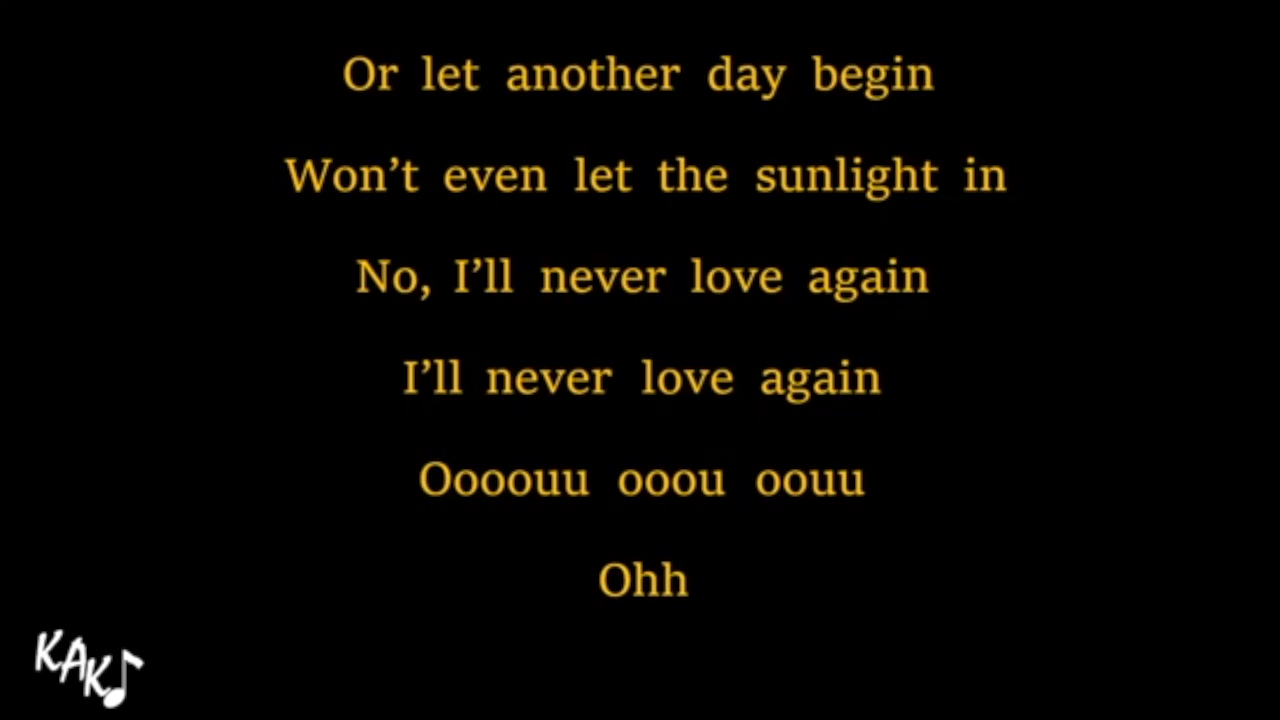 Or let another day begin
Won’t even let the sunlight in
No, I’ll never love again
I’ll never love again
Oooouu ooou oouu
Ohh
KAK